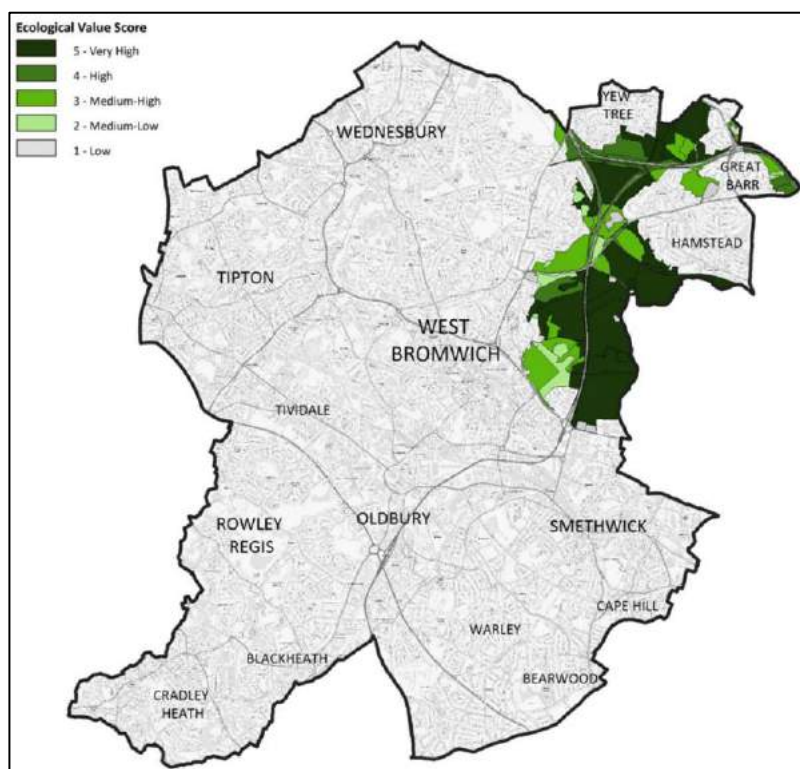 Ecological Value Score
5 - Very High
4 - High
3 - Medium-High
2 - Medium-Low
1 - Low
YEW
TREE
WEDNESBURY
GREAT
BARR
HAMSTEAD
TIPTON
WEST
BROMWICH
TIVIDALE
OLDBURY
ROWLEY
REGIS
SMETHWICK
CAPE HILL
WARLEY
BLACKHEATH
BEARWOOD
CRADLEY
HEATH